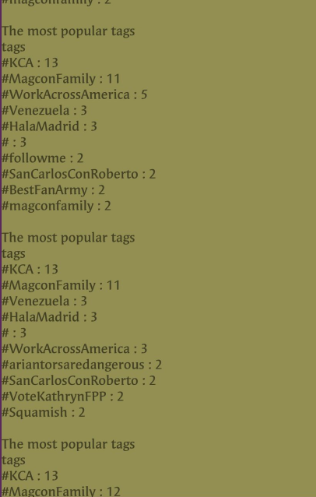 #magconfamily : 2
The most popular tags
tags
#KCA : 13
#MagconFamily : 11
#WorkAcrossAmerica : 5
#Venezuela : 3
#HalaMadrid : 3
# : 3
#followme : 2
#SanCarlosConRoberto : 2
#BestFanArmy : 2
#magconfamily : 2
The most popular tags
tags
#KCA : 13
#MagconFamily : 11
#Venezuela : 3
#HalaMadrid : 3
# : 3
#WorkAcrossAmerica : 3
#ariantorsaredangerous : 2
#SanCarlosConRoberto : 2
#VoteKathrynFPP : 2
#Squamish : 2
The most popular tags
tags
#KCA : 13
#MagconFamily : 12